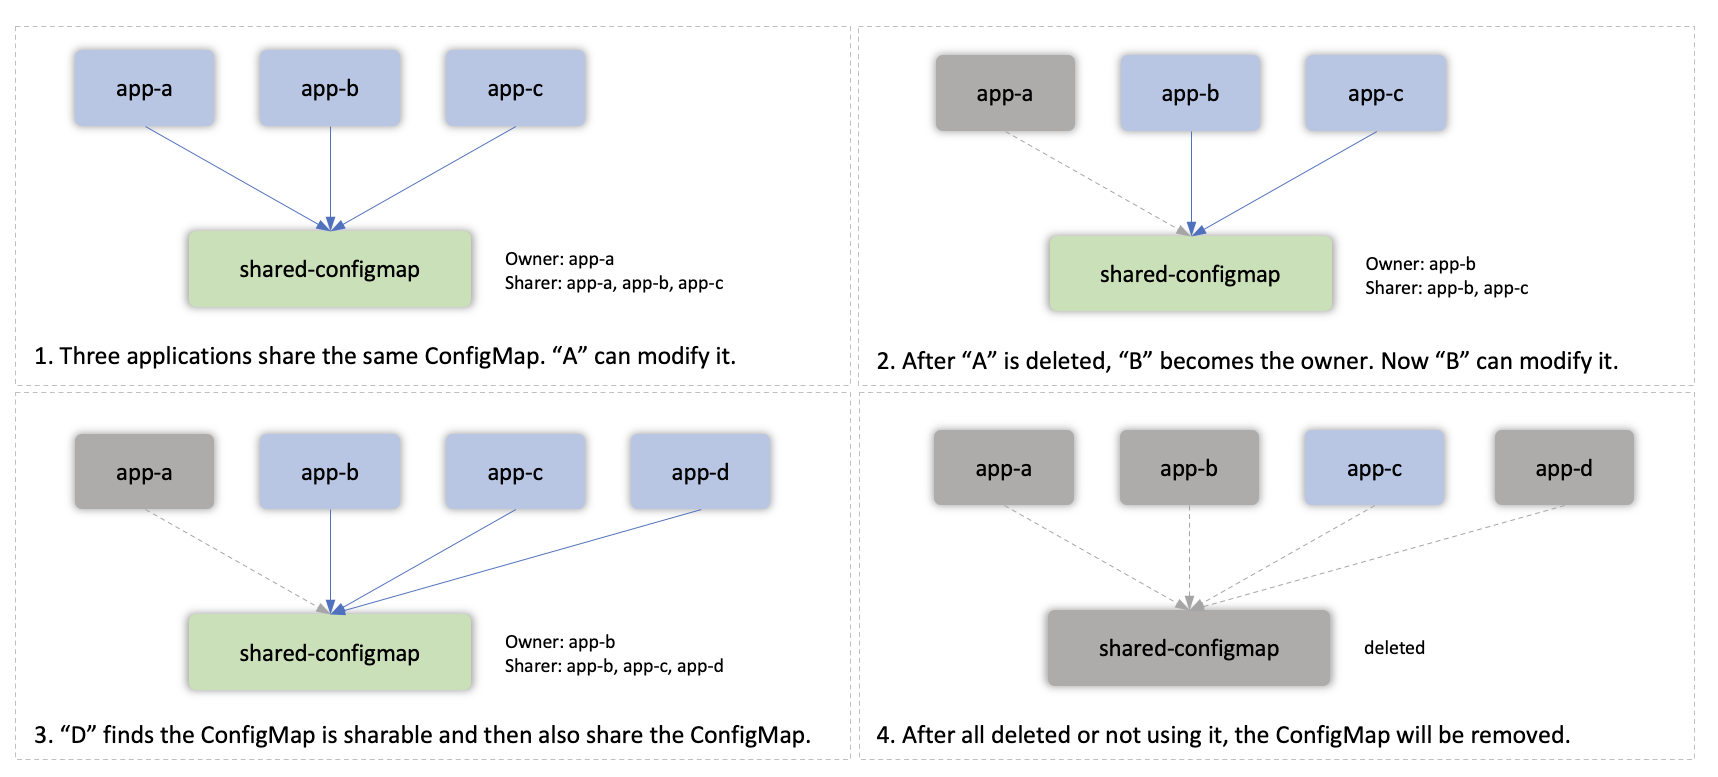 app-a
app-b
app-c
shared-configmap
Owner: app-a
Sharer: app-a, app-b, app-c
1. Three applications share the same ConfigMap. “A” can modify it.
app-a
app-b
app-c
shared-configmap
Owner: app-b
Sharer: app-b, app-c
2. After “A” is deleted, “B” becomes the owner. Now “B” can modify it.
app-a
app-b
app-c
app-d
shared-configmap
Owner: app-b
Sharer: app-b, app-c, app-d
3. “D” finds the ConfigMap is sharable and then also share the ConfigMap.
app-a
app-b
app-c
app-d
shared-configmap
deleted
4. After all deleted or not using it, the ConfigMap will be removed.